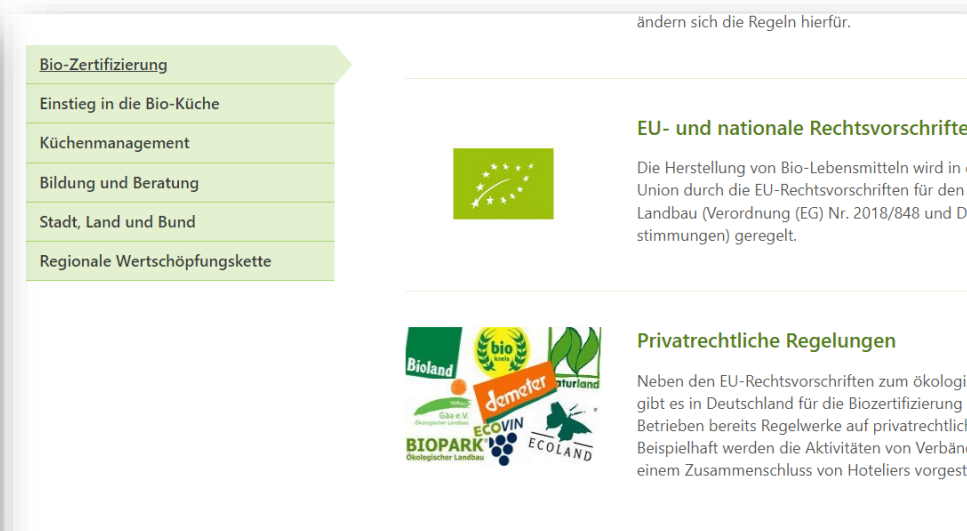 ändern sich die Regeln hierfür.
Bio-Zertifizierung
Einstieg in die Bio-Küche
Küchenmanagement
Bildung und Beratung
Stadt, Land und Bund
Regionale Wertschöpfungskette
EU- und nationale Rechtsvorschrifte
Die Herstellung von Bio-Lebensmitteln wird in
Union durch die EU-Rechtsvorschriften für den
Landbau (Verordnung (EG) Nr. 2018/848 und D
stimmungen) geregelt.
Bioland
bio
kreis
aturland
demeter
Gäa e.V.
Ökologischer Landbau
ECOVIN
BIOPARK
Ökologischer Landbau
ECOLAND
Privatrechtliche Regelungen
Neben den EU-Rechtsvorschriften zum ökologi
gibt es in Deutschland für die Biozertifizierung
Betrieben bereits Regelwerke auf privatrechtlic
Beispielhaft werden die Aktivitäten von Verbän
einem Zusammenschluss von Hoteliers vorgest